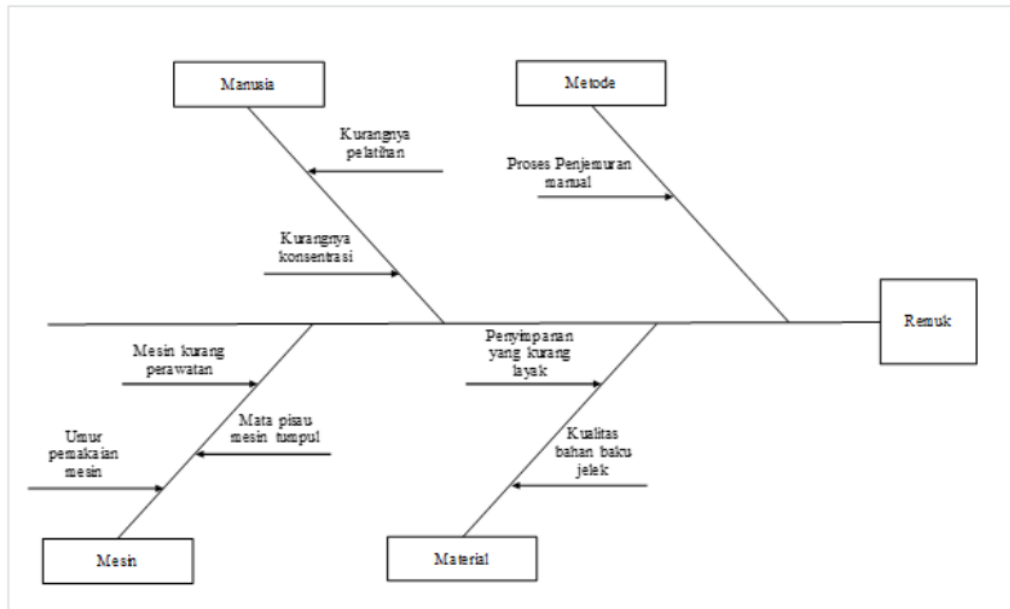 Manusia
Metode
Kurangnya
pelatihan
Proses Penjemuran
manual
Kurangnya
konsentrasi
Remuk
Mesin kurang
perawatan
Penyimpanan
yang kurang
layak
Mata pisau
mesin tumpul
Umur
pemakaian
mesin
Kualitas
bahan baku
jelek
Mesin
Material